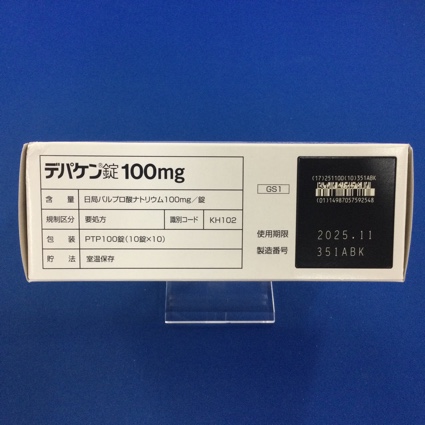 デパケン®錠100mg
含量 日局バルプロ酸ナトリウム100mg/錠
規制区分 要処方 識別コード KH102
包装 PTP100錠(10錠×10)
貯法 室温保存
GS1
(17)251100(10)351ABK
(01)14987057592548
使用期限 2025.11
製造番号 351ABK